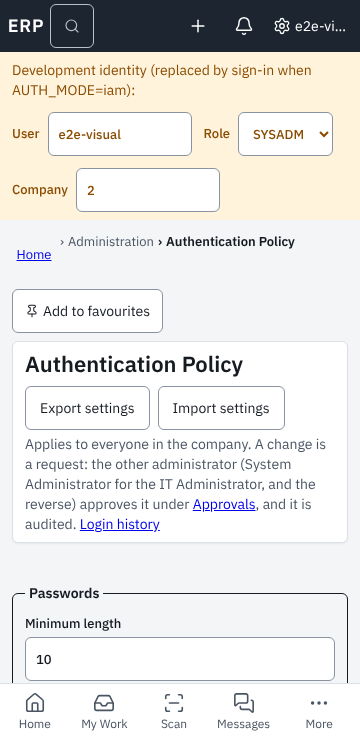 ERP
e2e-vi...
Development identity (replaced by sign-in when
AUTH_MODE=iam):
User
e2e-visual
Role
SYSADM
Company
2
Home
› Administration › Authentication Policy
Add to favourites
Authentication Policy
Export settings
Import settings
Applies to everyone in the company. A change is
a request: the other administrator (System
Administrator for the IT Administrator, and the
reverse) approves it under Approvals, and it is
audited. Login history
Passwords
Minimum length
10
Home
My Work
Scan
Messages
More